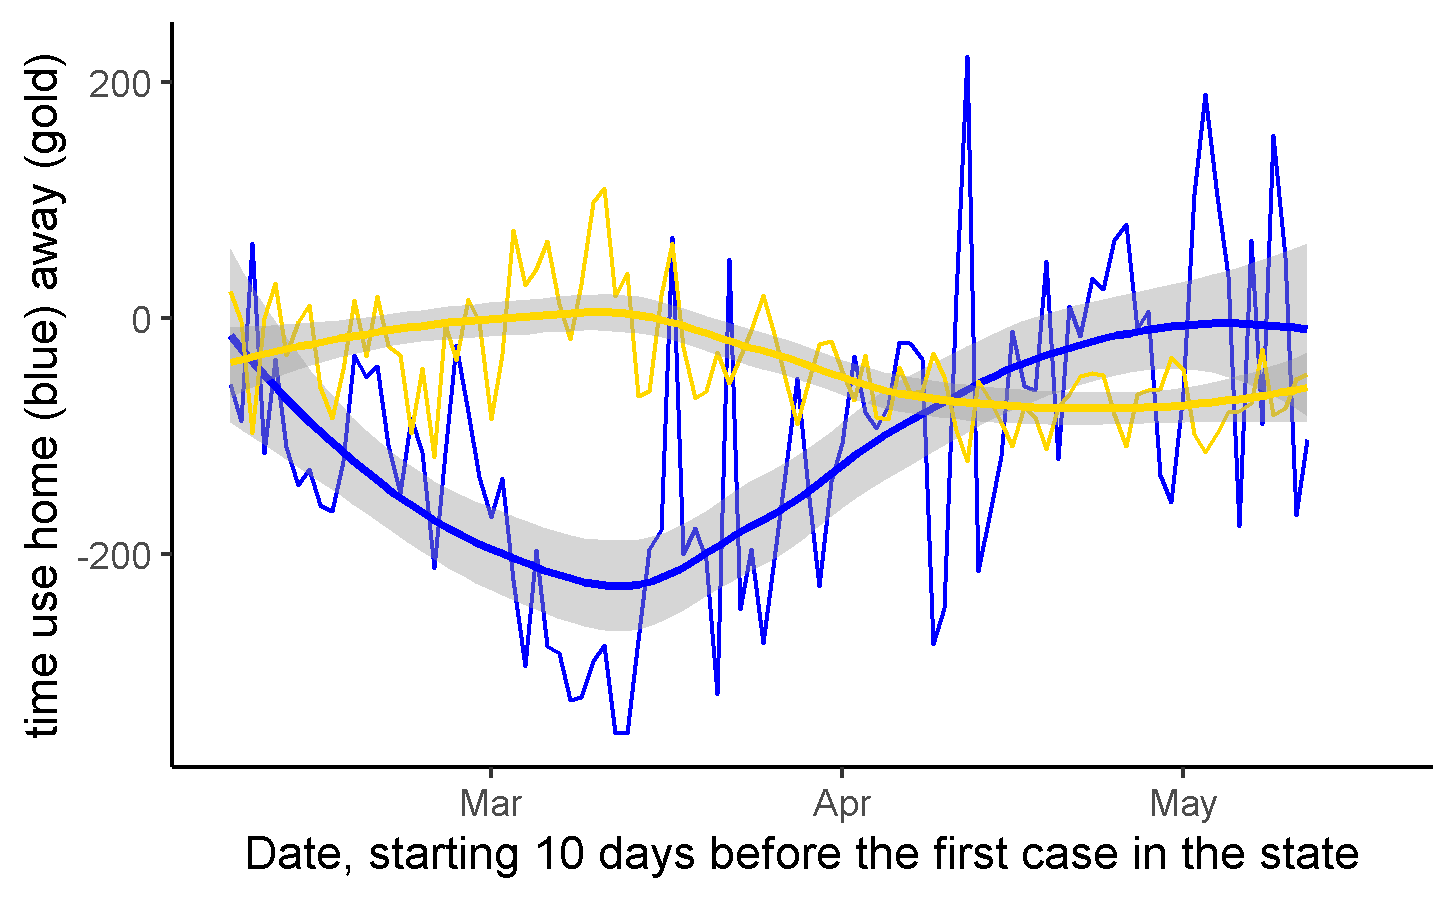 time use home (blue) away (gold)
200
0
-200
Mar
Apr
May
Date, starting 10 days before the first case in the state